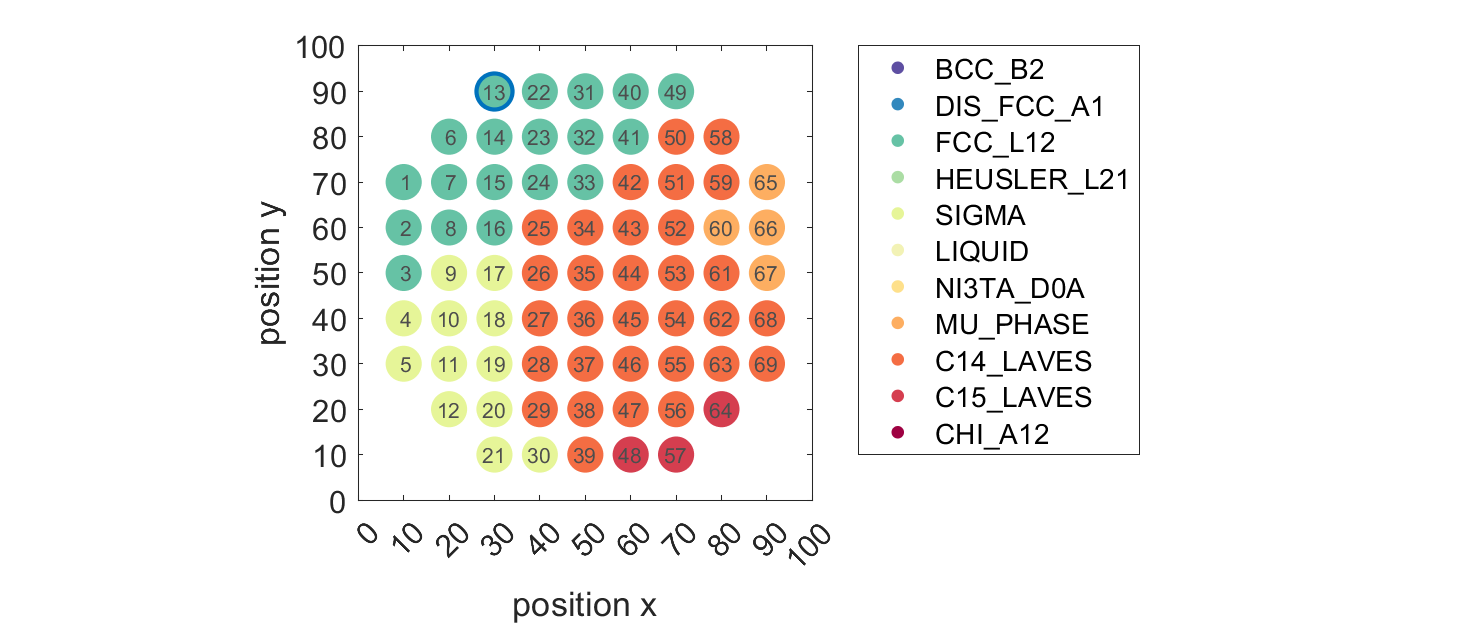 100
90
80
70
60
50
40
30
20
10
0
position y
13 22 31 40 49
6 14 23 32 41 50 58
1 7 15 24 33 42 51 59 65
2 8 16 25 34 43 52 60 66
3 9 17 26 35 44 53 61 67
4 10 18 27 36 45 54 62 68
5 11 19 28 37 46 55 63 69
12 20 29 38 47 56 64
21 30 39 48 57
0 10 20 30 40 50 60 70 80 90 100
position x
BCC_B2
DIS_FCC_A1
FCC_L12
HEUSLER_L21
SIGMA
LIQUID
NI3TA_D0A
MU_PHASE
C14_LAVES
C15_LAVES
CHI_A12